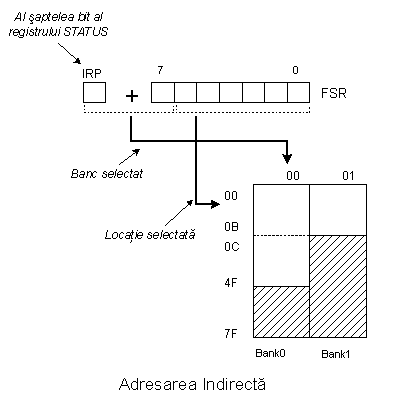 Al şaptelea bit al
registrului STATUS
IRP
7
0
+
FSR
Banc selectat
Locaţie selectată
00
01
00
0B
0C
4F
7F
Bank0
Bank1
Adresarea Indirectă